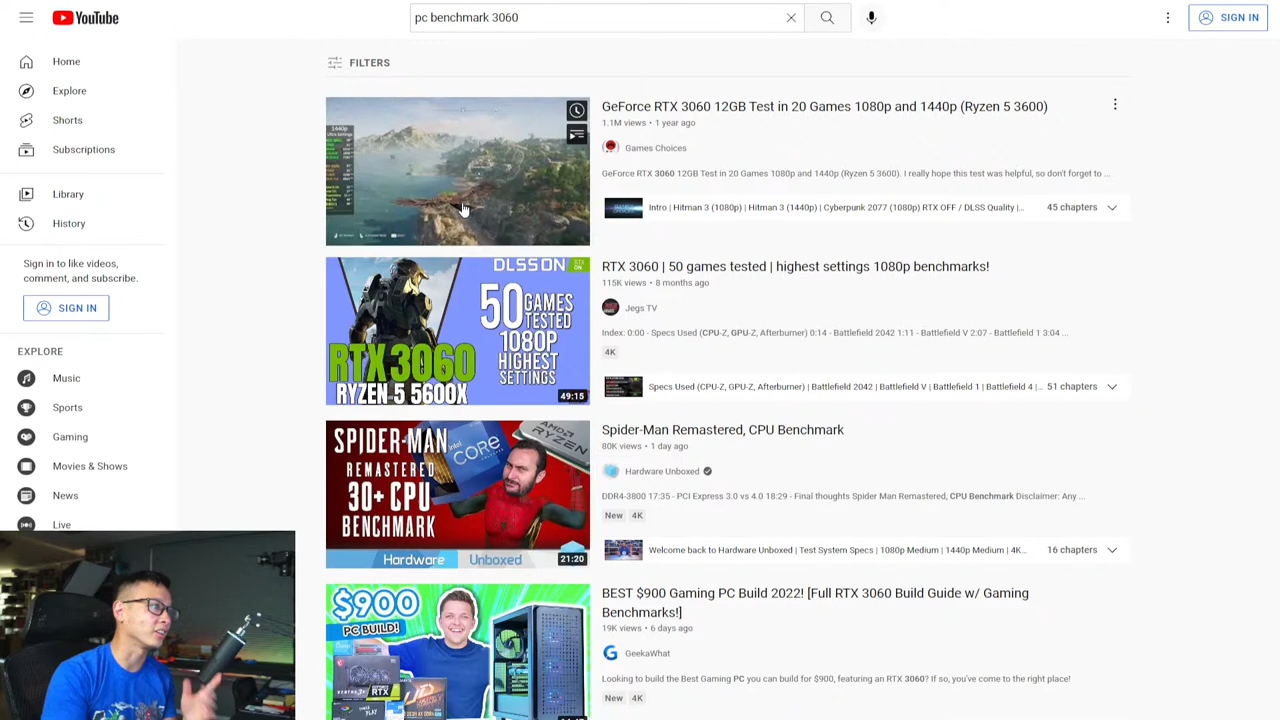 YouTube
pc benchmark 3060
SIGN IN
Home
Explore
Shorts
Subscriptions
Library
History
Sign in to like videos,
comment, and subscribe.
SIGN IN
EXPLORE
Music
Sports
Gaming
Movies & Shows
News
Live
FILTERS
1440p
GeForce RTX 3060 12GB Test in 20 Games 1080p and 1440p (Ryzen 5 3600)
1.1M views • 1 year ago
Games Choices
GeForce RTX 3060 12GB Test in 20 Games 1080p and 1440p (Ryzen 5 3600). I really hope this test was helpful, so don't forget to ...
Intro | Hitman 3 (1080p) | Hitman 3 (1440p) | Cyberpunk 2077 (1080p) RTX OFF / DLSS Quality |...
45 chapters
DLSS ON
RTX ON
50 GAMES
TESTED
1080P
HIGHEST
SETTINGS
RTX 3060
RYZEN 5 5600X
49:15
RTX 3060 | 50 games tested | highest settings 1080p benchmarks!
115K views • 8 months ago
Jegs TV
Index: 0:00 - Specs Used (CPU-Z, GPU-Z, Afterburner) 0:14 - Battlefield 2042 1:11 - Battlefield V 2:07 - Battlefield 1 3:04 ...
4K
Specs Used (CPU-Z, GPU-Z, Afterburner) | Battlefield 2042 | Battlefield V | Battlefield 1 | Battlefield 4 |...
51 chapters
SPIDER-MAN
REMASTERED
30+ CPU
BENCHMARK
intel
CORE
RYZEN
Hardware Unboxed
21:20
Spider-Man Remastered, CPU Benchmark
80K views • 1 day ago
Hardware Unboxed
DDR4-3800 17:35 - PCI Express 3.0 vs 4.0 18:29 - Final thoughts Spider Man Remastered, CPU Benchmark Disclaimer: Any ...
New 4K
Welcome back to Hardware Unboxed | Test System Specs | 1080p Medium | 1440p Medium | 4K...
16 chapters
$900
PC BUILD!
RTX
BEST $900 Gaming PC Build 2022! [Full RTX 3060 Build Guide w/ Gaming
Benchmarks!]
19K views • 6 days ago
GeekaWhat
Looking to build the Best Gaming PC you can build for $900, featuring an RTX 3060? If so, you've come to the right place!
New 4K